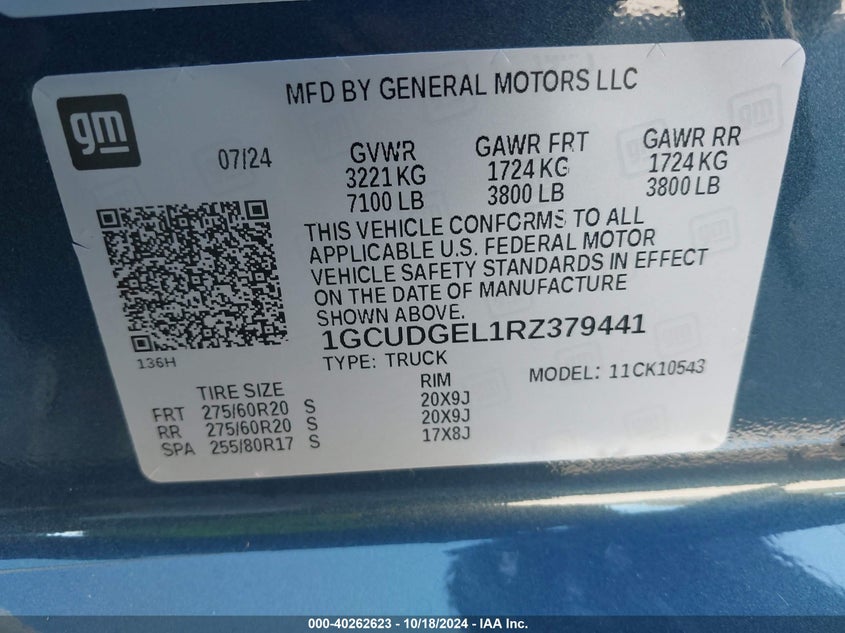 MFD BY GENERAL MOTORS LLC
gm
07/24
GVWR
3221 KG
7100 LB
GAWR FRT
1724 KG
3800 LB
GAWR RR
1724 KG
3800 LB
THIS VEHICLE CONFORMS TO ALL
APPLICABLE U.S. FEDERAL MOTOR
VEHICLE SAFETY STANDARDS IN EFFECT
ON THE DATE OF MANUFACTURE
SHOWN ABOVE.
1GCUDGEL1RZ379441
136H
TYPE: TRUCK
MODEL: 11CK10543
TIRE SIZE RIM
FRT 275/60R20 S 20X9J
RR 275/60R20 S 20X9J
SPA 255/80R17 S 17X8J
000-40262623 - 10/18/2024 - IAA Inc.